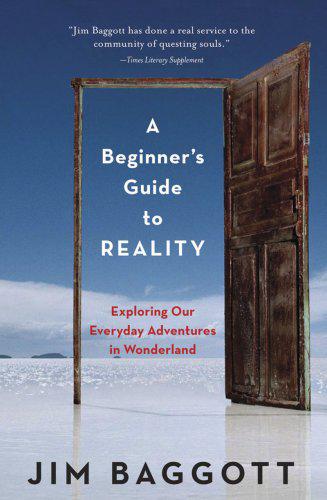 "Jim Baggott has done a real service to the
community of questing souls."
—Times Literary Supplement
A
Beginner's
Guide
to
REALITY
Exploring Our
Everyday Adventures
in Wonderland
JIM BAGGOTT